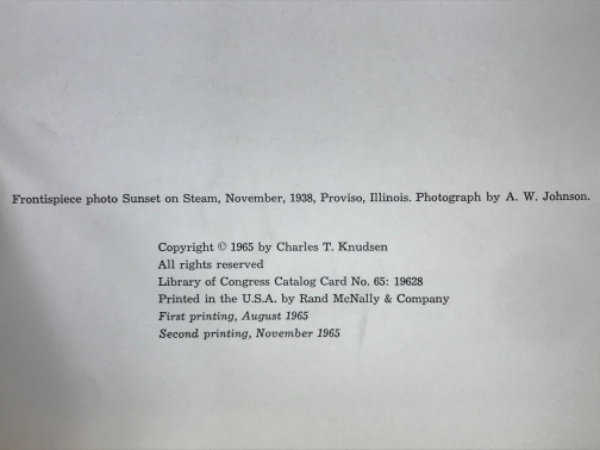 Frontispiece photo Sunset on Steam, November, 1938, Proviso, Illinois. Photograph by A. W. Johnson.
Copyright © 1965 by Charles T. Knudsen
All rights reserved
Library of Congress Catalog Card No. 65: 19628
Printed in the U.S.A. by Rand McNally & Company
First printing, August 1965
Second printing, November 1965